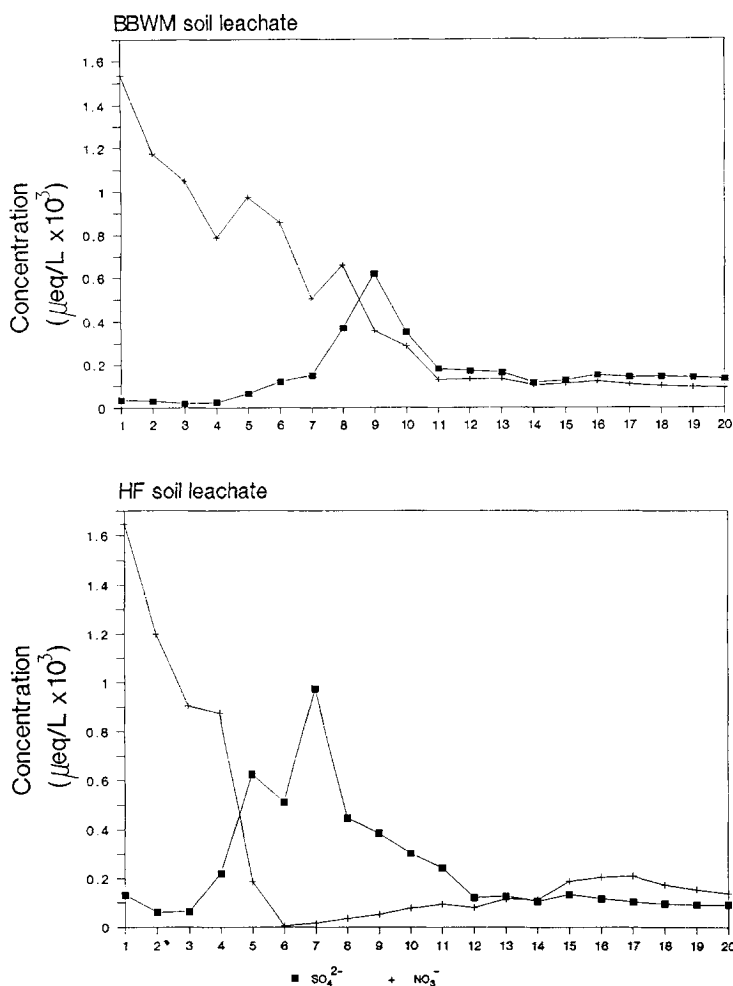 BBWM soil leachate
Concentration
(μeq/L x10³)
1.6
1.4
1.2
1
0.8
0.6
0.4
0.2
0
1 2 3 4 5 6 7 8 9 10 11 12 13 14 15 16 17 18 19 20
HF soil leachate
Concentration
(μeq/L x10³)
1.6
1.4
1.2
1
0.8
0.6
0.4
0.2
0
1 2 3 4 5 6 7 8 9 10 11 12 13 14 15 16 17 18 19 20
■ SO₄²⁻ + NO₃⁻